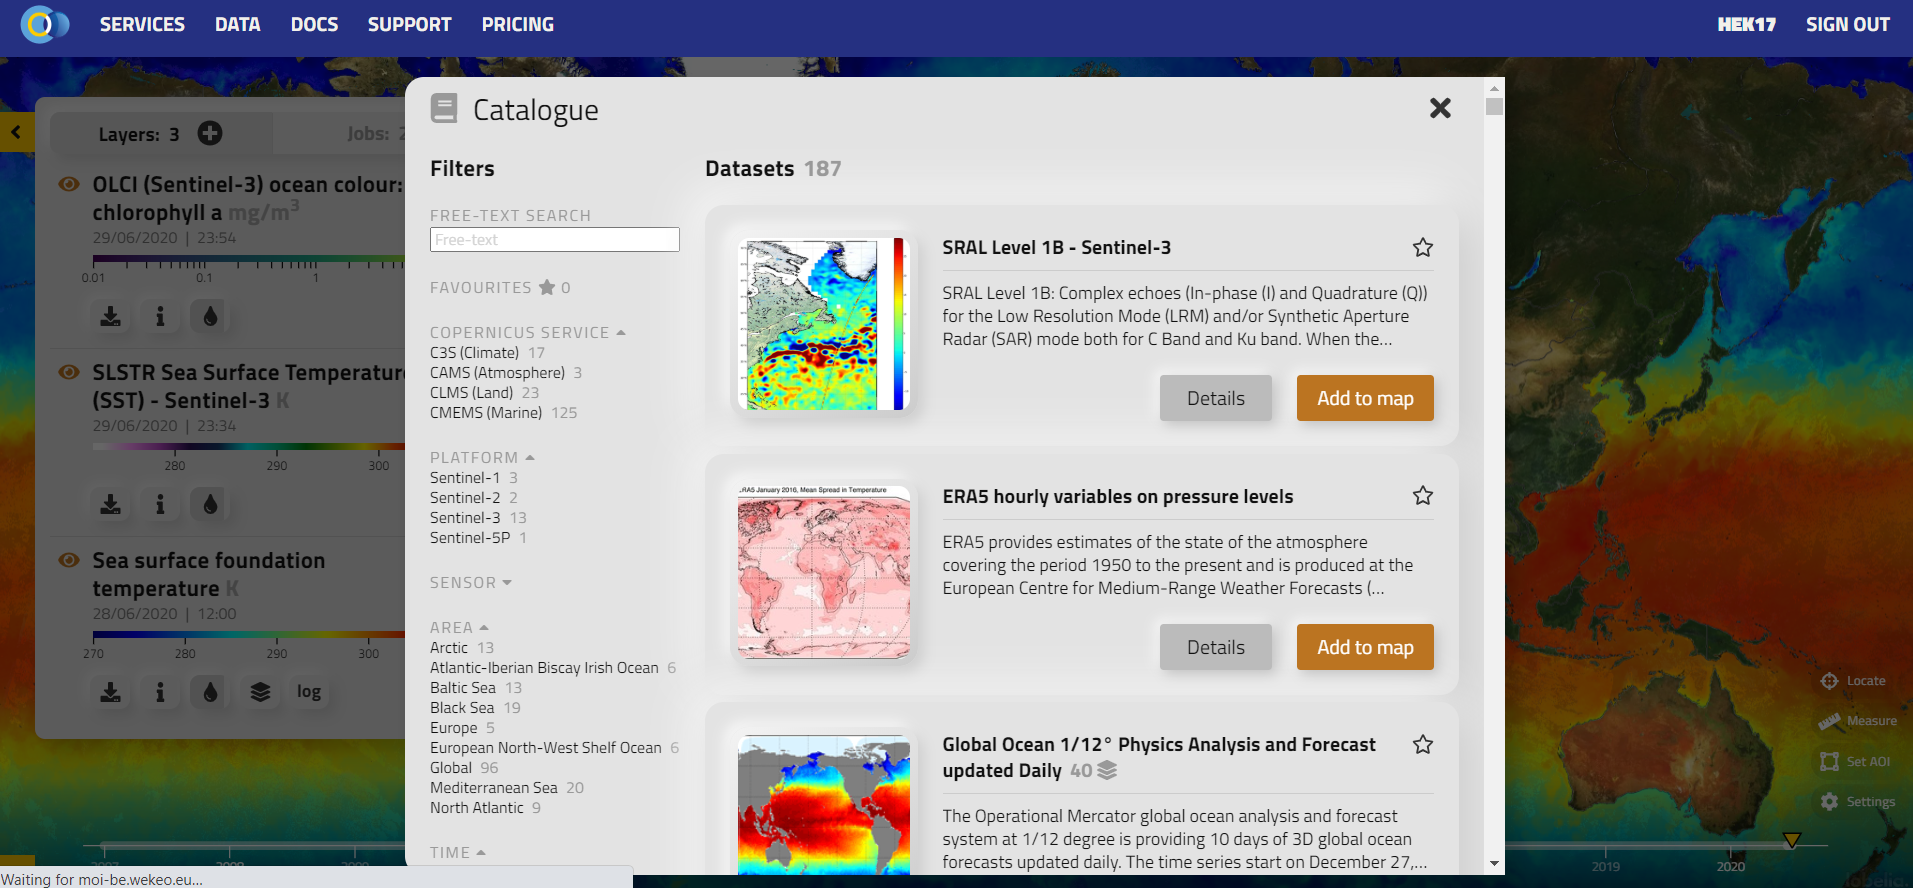 SERVICES DATA DOCS SUPPORT PRICING HEK17 SIGN OUT
Layers: 3
Jobs: 2
OLCI (Sentinel-3) ocean colour:
chlorophyll a mg/m³
29/06/2020 | 23:54
0.01 0.1 1
SLSTR Sea Surface Temperature
(SST) - Sentinel-3 K
29/06/2020 | 23:34
280 290 300
Sea surface foundation
temperature K
28/06/2020 | 12:00
270 280 290 300
log
Catalogue
Filters
FREE-TEXT SEARCH
Free-text
FAVOURITES ★ 0
COPERNICUS SERVICE
C3S (Climate) 17
CAMS (Atmosphere) 3
CLMS (Land) 23
CMEMS (Marine) 125
PLATFORM
Sentinel-1 3
Sentinel-2 2
Sentinel-3 13
Sentinel-5P 1
SENSOR
AREA
Arctic 13
Atlantic-Iberian Biscay Irish Ocean 6
Baltic Sea 13
Black Sea 19
Europe 5
European North-West Shelf Ocean 6
Global 96
Mediterranean Sea 20
North Atlantic 9
TIME
Datasets 187
SRAL Level 1B - Sentinel-3
SRAL Level 1B: Complex echoes (In-phase (I) and Quadrature (Q))
for the Low Resolution Mode (LRM) and/or Synthetic Aperture
Radar (SAR) mode both for C Band and Ku band. When the...
Details Add to map
.RA5 January 2016, Mean Spread in Temperature
ERA5 hourly variables on pressure levels
ERA5 provides estimates of the state of the atmosphere
covering the period 1950 to the present and is produced at the
European Centre for Medium-Range Weather Forecasts (...
Details Add to map
Global Ocean 1/12° Physics Analysis and Forecast
updated Daily 40
The Operational Mercator global ocean analysis and forecast
system at 1/12 degree is providing 10 days of 3D global ocean
forecasts updated daily. The time series start on December 27,...
Locate
Measure
Set AOI
Settings
2007 2008 2009 2019 2020
Waiting for moi-be.wekeo.eu...